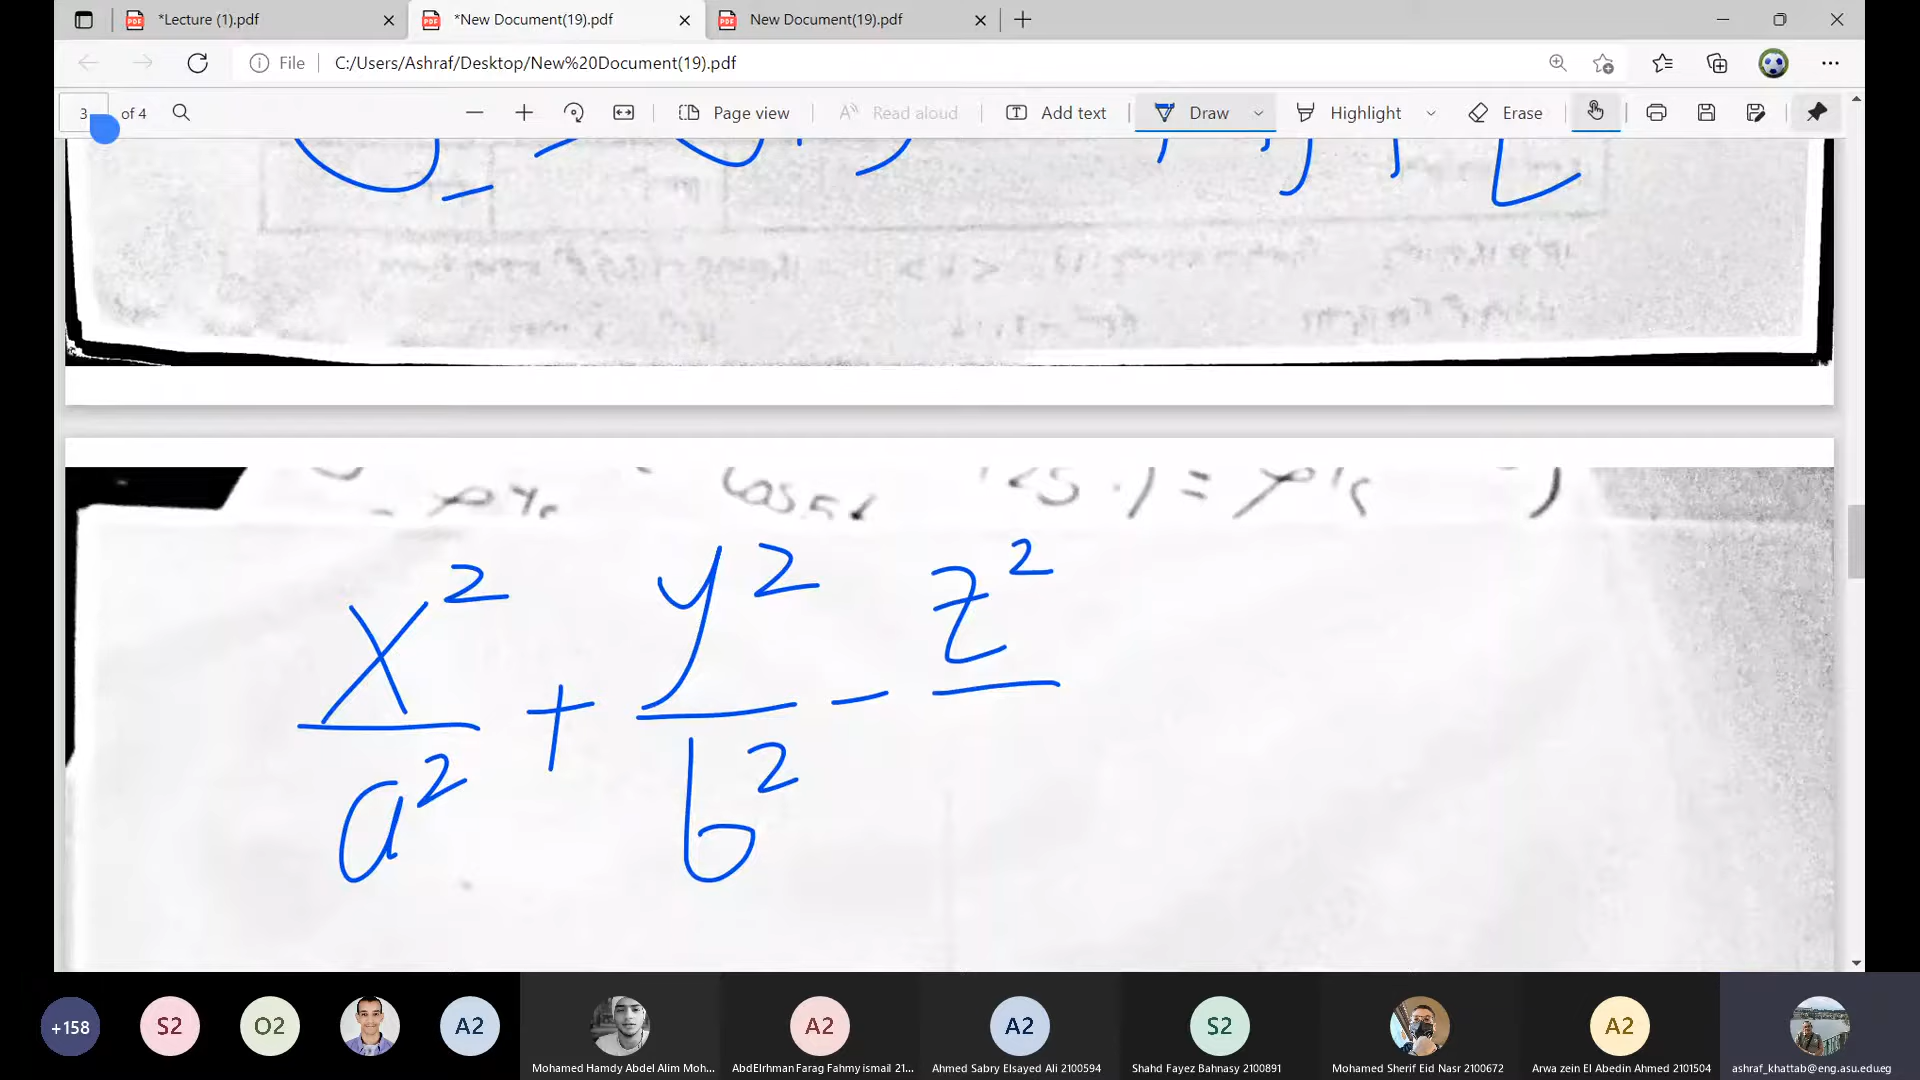 *Lecture (1).pdf
*New Document(19).pdf
New Document(19).pdf
File
C:/Users/Ashraf/Desktop/New%20Document(19).pdf
3 of 4
Page view
Read aloud
Add text
Draw
Highlight
Erase
x² y² z²
+ −
a² b²
+158
S2
O2
A2
A2
A2
S2
A2
Mohamed Hamdy Abdel Alim Moh...
AbdElrhman Farag Fahmy ismail 21...
Ahmed Sabry Elsayed Ali 2100594
Shahd Fayez Bahnasy 2100891
Mohamed Sherif Eid Nasr 2100672
Arwa zein El Abedin Ahmed 2101504
ashraf_khattab@eng.asu.edu.eg